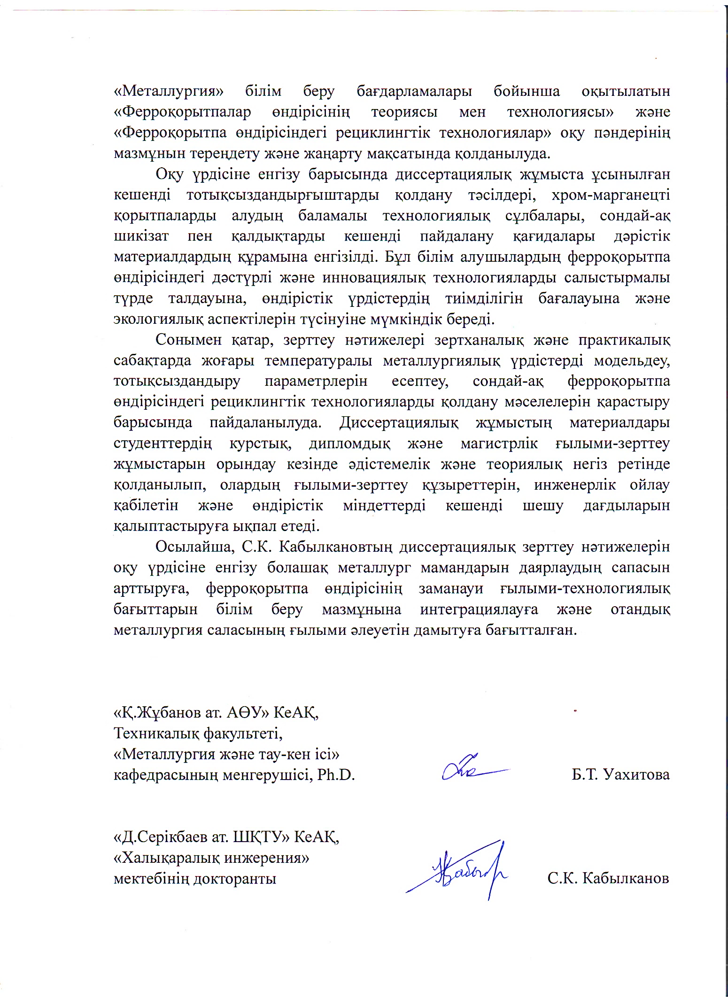 «Металлургия» білім беру бағдарламалары бойынша оқытылатын
«Ферроқорытпалар өндірісінің теориясы мен технологиясы» және
«Ферроқорытпа өндірісіндегі рециклингтік технологиялар» оқу пәндерінің
мазмұнын тереңдету және жаңарту мақсатында қолданылуда.
Оқу үрдісіне енгізу барысында диссертациялық жұмыста ұсынылған
кешенді тотықсыздандырғыштарды қолдану тәсілдері, хром-марганецті
қорытпаларды алудың баламалы технологиялық сұлбалары, сондай-ақ
шикізат пен қалдықтарды кешенді пайдалану қағидалары дәрістік
материалдардың құрамына енгізілді. Бұл білім алушылардың ферроқорытпа
өндірісіндегі дәстүрлі және инновациялық технологияларды салыстырмалы
түрде талдауына, өндірістік үрдістердің тиімділігін бағалауына және
экологиялық аспектілерін түсінуіне мүмкіндік береді.
Сонымен қатар, зерттеу нәтижелері зертханалық және практикалық
сабақтарда жоғары температуралы металлургиялық үрдістерді модельдеу,
тотықсыздандыру параметрлерін есептеу, сондай-ақ ферроқорытпа
өндірісіндегі рециклингтік технологияларды қолдану мәселелерін қарастыру
барысында пайдаланылуда. Диссертациялық жұмыстың материалдары
студенттердің курстық, дипломдық және магистрлік ғылыми-зерттеу
жұмыстарын орындау кезінде әдістемелік және теориялық негіз ретінде
қолданылып, олардың ғылыми-зерттеу құзыреттерін, инженерлік ойлау
қабілетін және өндірістік міндеттерді кешенді шешу дағдыларын
қалыптастыруға ықпал етеді.
Осылайша, С.К. Кабылкановтың диссертациялық зерттеу нәтижелерін
оқу үрдісіне енгізу болашақ металлург мамандарын даярлаудың сапасын
арттыруға, ферроқорытпа өндірісінің заманауи ғылыми-технологиялық
бағыттарын білім беру мазмұнына интеграциялауға және отандық
металлургия саласының ғылыми әлеуетін дамытуға бағытталған.
«Қ.Жұбанов ат. АӨУ» КеАҚ,
Техникалық факультеті,
«Металлургия және тау-кен ісі»
кафедрасының менгерушісі, Ph.D. Б.Т. Уахитова
«Д.Серікбаев ат. ШҚТУ» КеАҚ,
«Халықаралық инжерения»
мектебінің докторанты С.К. Кабылканов